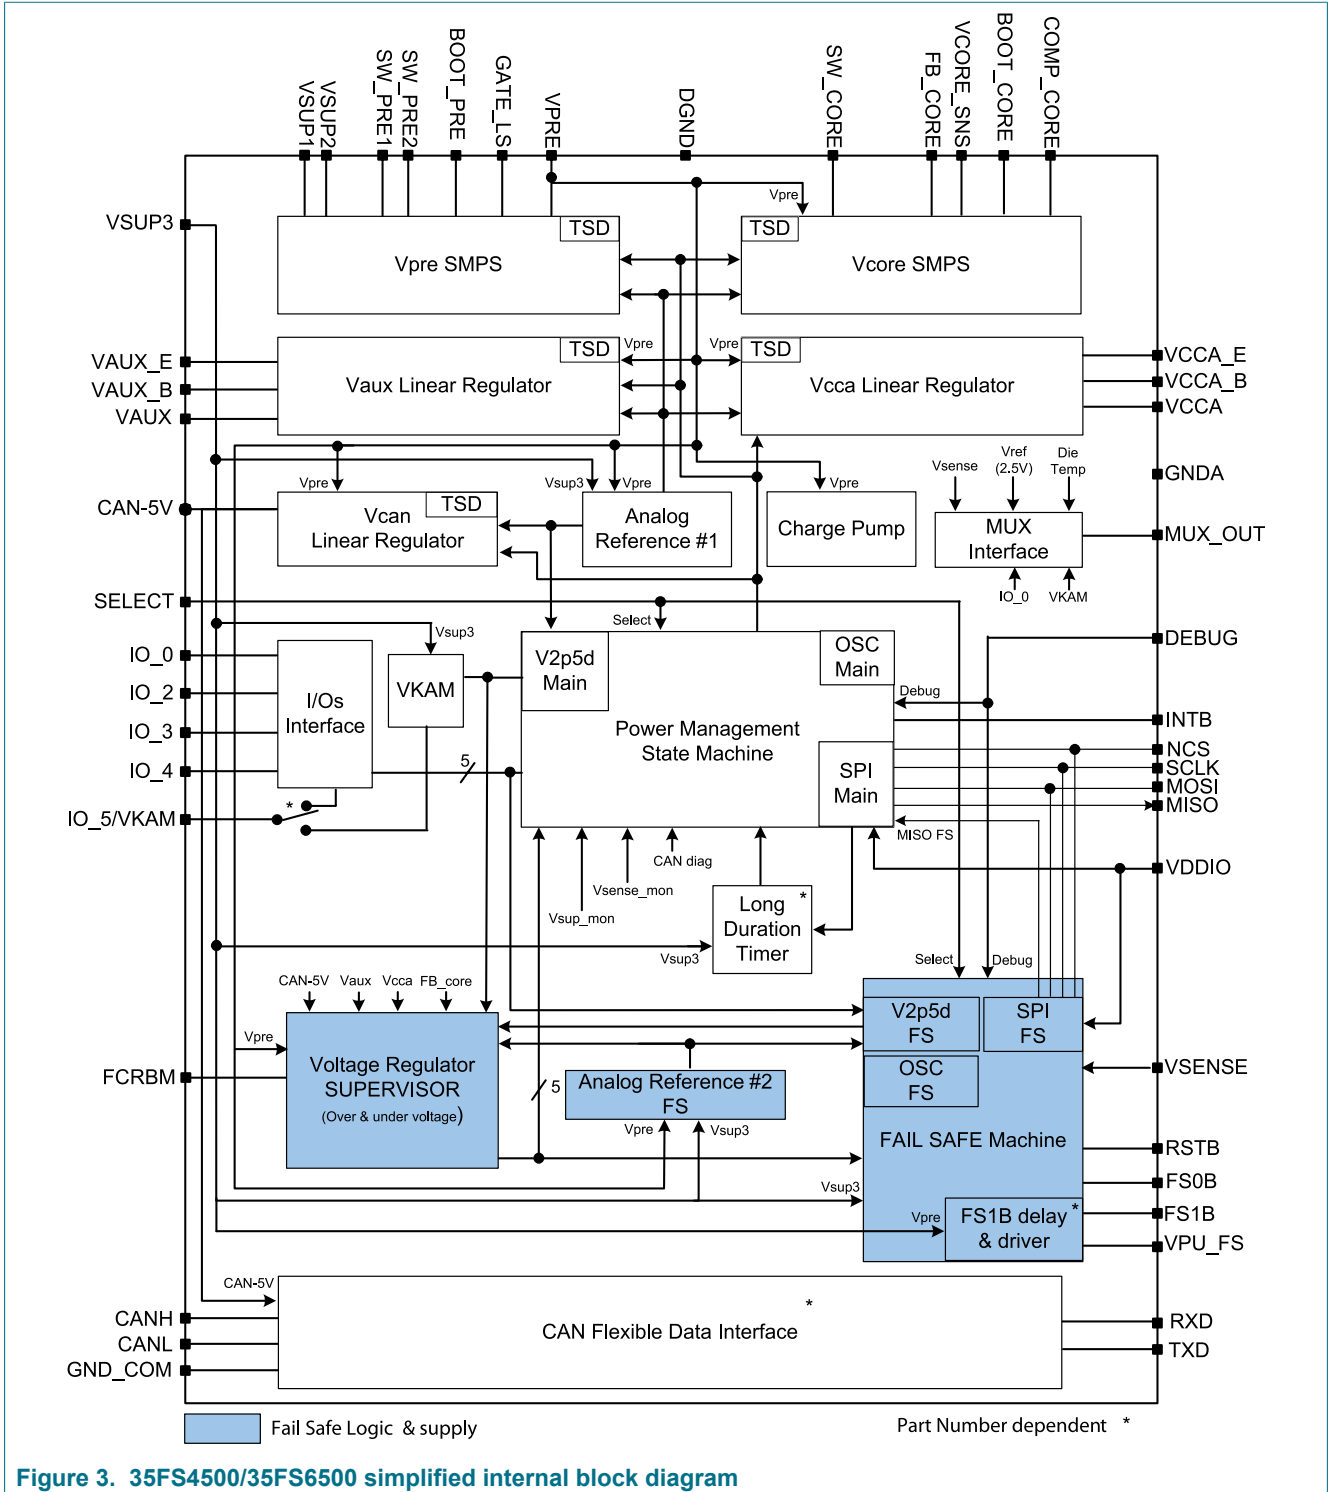 VSUP1
VSUP2
SW_PRE1
SW_PRE2
BOOT_PRE
GATE_LS
VPRE
DGND
SW_CORE
FB_CORE
VCORE_SNS
BOOT_CORE
COMP_CORE
Vpre
VSUP3
TSD
Vpre SMPS
TSD
Vcore SMPS
VAUX_E
VAUX_B
VAUX
TSD
Vaux Linear Regulator
Vpre
Vpre
TSD
Vcca Linear Regulator
VCCA_E
VCCA_B
VCCA
GNDA
Vpre
Vsup3
Vpre
Vpre
Vsense
Vref
(2.5V)
Die
Temp
CAN-5V
TSD
Vcan
Linear Regulator
Analog
Reference #1
Charge Pump
MUX
Interface
MUX_OUT
IO_0
VKAM
SELECT
Select
Vsup3
DEBUG
IO_0
IO_2
IO_3
IO_4
IO_5/VKAM
I/Os
Interface
*
VKAM
V2p5d
Main
OSC
Main
Debug
Power Management
State Machine
SPI
Main
5
INTB
NCS
SCLK
MOSI
MISO
MISO FS
VDDIO
CAN diag
Vsense_mon
Vsup_mon
Long
Duration
Timer
*
Vsup3
Select
Debug
CAN-5V
Vaux
Vcca
FB_core
Vpre
FCRBM
Voltage Regulator
SUPERVISOR
(Over & under voltage)
5
Analog Reference #2
FS
Vpre
Vsup3
V2p5d
FS
SPI
FS
OSC
FS
FAIL SAFE Machine
Vsup3
Vpre
FS1B delay
& driver
*
VSENSE
RSTB
FS0B
FS1B
VPU_FS
CAN-5V
CANH
CANL
GND_COM
*
CAN Flexible Data Interface
RXD
TXD
Fail Safe Logic & supply
Part Number dependent *
Figure 3. 35FS4500/35FS6500 simplified internal block diagram